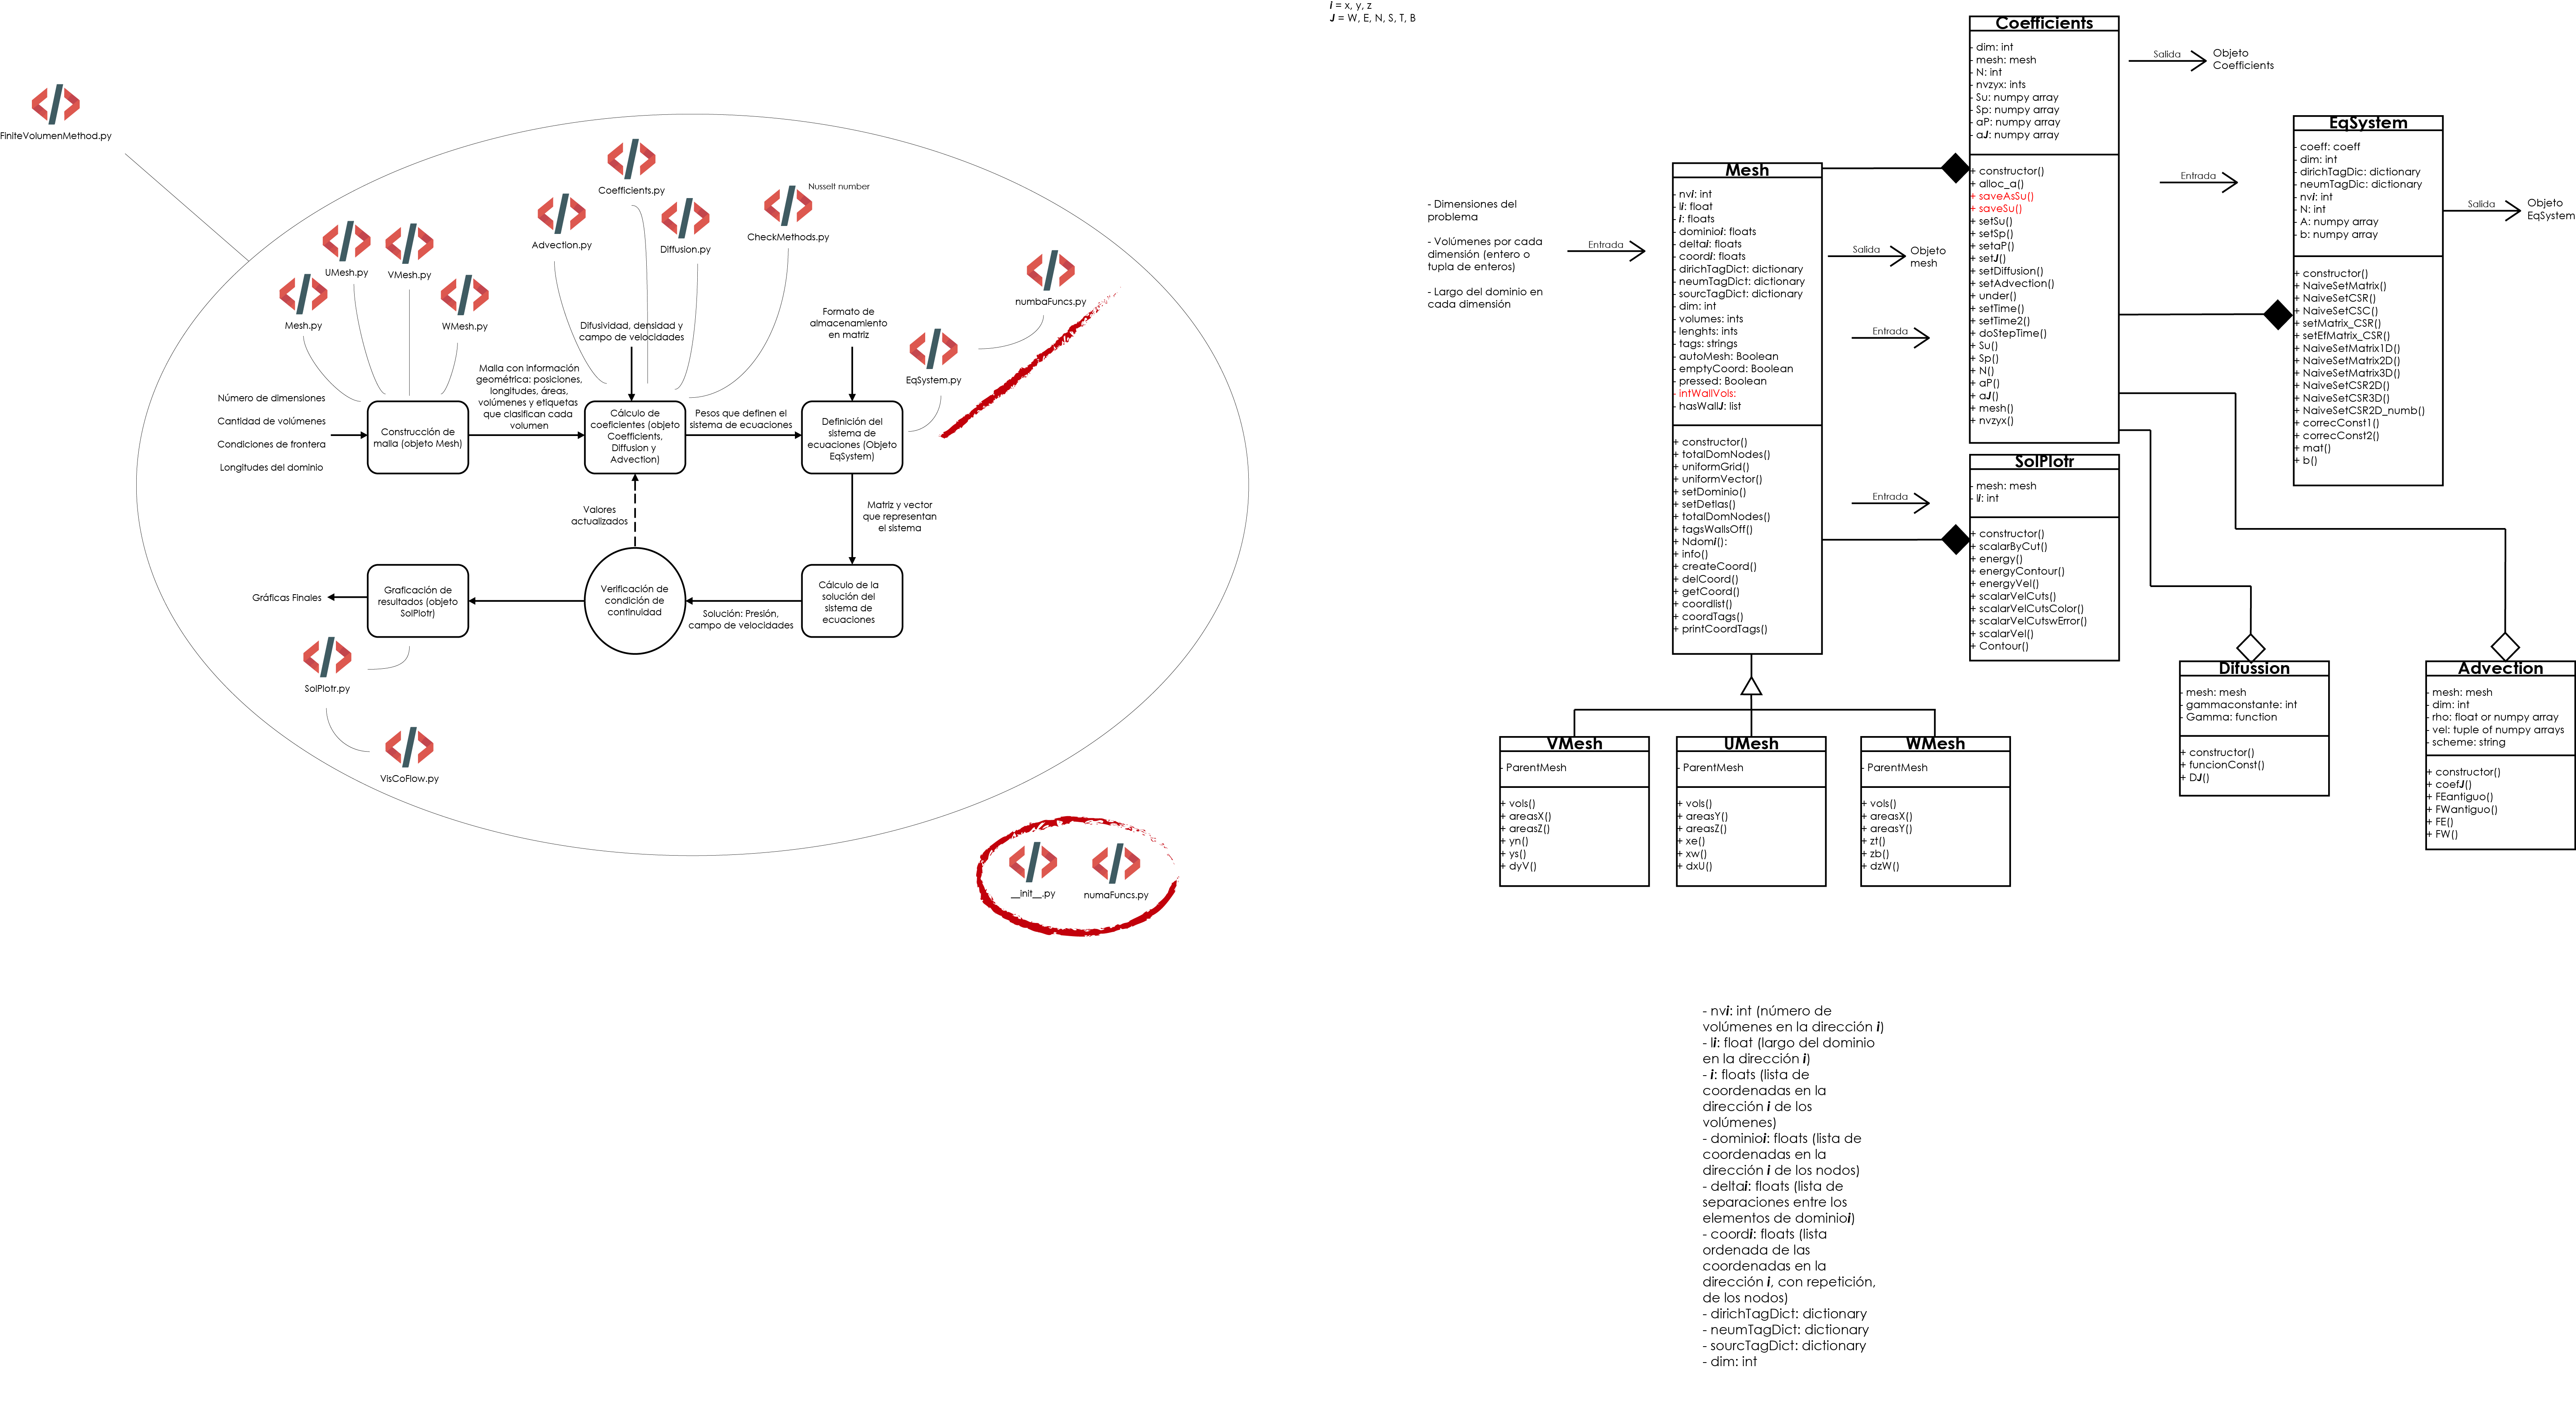 i = x, y, z
J = W, E, N, S, T, B
FiniteVolumenMethod.py
Coefficients.py
Nusselt number
CheckMethods.py
Advection.py
Diffusion.py
UMesh.py
VMesh.py
Mesh.py
WMesh.py
numbaFuncs.py
EqSystem.py
Difusividad, densidad y
campo de velocidades
Formato de
almacenamiento
en matriz
Número de dimensiones
Cantidad de volúmenes
Condiciones de frontera
Longitudes del dominio
Construcción de
malla (objeto Mesh)
Malla con información
geométrica: posiciones,
longitudes, áreas,
volúmenes y etiquetas
que clasifican cada
volumen
Cálculo de
coeficientes (objeto
Coefficients,
Diffusion y
Advection)
Pesos que definen el
sistema de ecuaciones
Definición del
sistema de
ecuaciones (Objeto
EqSystem)
Valores
actualizados
Matriz y vector
que representan
el sistema
Gráficas Finales
Graficación de
resultados (objeto
SolPlotr)
Verificación de
condición de
continuidad
Solución: Presión,
campo de velocidades
Cálculo de la
solución del
sistema de
ecuaciones
SolPlotr.py
VisCoFlow.py
__init__.py
numaFuncs.py
- Dimensiones del
problema
- Volúmenes por cada
dimensión (entero o
tupla de enteros)
- Largo del dominio en
cada dimensión
Entrada
Mesh
- nvi: int
- li: float
- i: floats
- dominioi: floats
- deltai: floats
- coordi: floats
- dirichTagDict: dictionary
- neumTagDict: dictionary
- sourcTagDict: dictionary
- dim: int
- volumes: ints
- lenghts: ints
- tags: strings
- autoMesh: Boolean
- emptyCoord: Boolean
- pressed: Boolean
- intWallVols:
- hasWallJ: list
+ constructor()
+ totalDomNodes()
+ uniformGrid()
+ uniformVector()
+ setDominio()
+ setDetlas()
+ totalDomNodes()
+ tagsWallsOff()
+ Ndomi():
+ info()
+ createCoord()
+ delCoord()
+ getCoord()
+ coordlist()
+ coordTags()
+ printCoordTags()
Salida
Objeto
mesh
Entrada
Entrada
Coefficients
- dim: int
- mesh: mesh
- N: int
- nvzyx: ints
- Su: numpy array
- Sp: numpy array
- aP: numpy array
- aJ: numpy array
+ constructor()
+ alloc_a()
+ saveAsSu()
+ saveSu()
+ setSu()
+ setSp()
+ setaP()
+ setJ()
+ setDiffusion()
+ setAdvection()
+ under()
+ setTime()
+ setTime2()
+ doStepTime()
+ Su()
+ Sp()
+ N()
+ aP()
+ aJ()
+ mesh()
+ nvzyx()
Salida
Objeto
Coefficients
Entrada
EqSystem
- coeff: coeff
- dim: int
- dirichTagDic: dictionary
- neumTagDic: dictionary
- nvi: int
- N: int
- A: numpy array
- b: numpy array
+ constructor()
+ NaiveSetMatrix()
+ NaiveSetCSR()
+ NaiveSetCSC()
+ setMatrix_CSR()
+ setEfMatrix_CSR()
+ NaiveSetMatrix1D()
+ NaiveSetMatrix2D()
+ NaiveSetMatrix3D()
+ NaiveSetCSR2D()
+ NaiveSetCSR3D()
+ NaiveSetCSR2D_numb()
+ correcConst1()
+ correcConst2()
+ mat()
+ b()
Salida
Objeto
EqSystem
SolPlotr
- mesh: mesh
- li: int
+ constructor()
+ scalarByCut()
+ energy()
+ energyContour()
+ energyVel()
+ scalarVelCuts()
+ scalarVelCutsColor()
+ scalarVelCutswError()
+ scalarVel()
+ Contour()
VMesh
- ParentMesh
+ vols()
+ areasX()
+ areasZ()
+ yn()
+ ys()
+ dyV()
UMesh
- ParentMesh
+ vols()
+ areasY()
+ areasZ()
+ xe()
+ xw()
+ dxU()
WMesh
- ParentMesh
+ vols()
+ areasX()
+ areasY()
+ zt()
+ zb()
+ dzW()
Difussion
- mesh: mesh
- gammaconstante: int
- Gamma: function
+ constructor()
+ funcionConst()
+ DJ()
Advection
- mesh: mesh
- dim: int
- rho: float or numpy array
- vel: tuple of numpy arrays
- scheme: string
+ constructor()
+ coefJ()
+ FEantiguo()
+ FWantiguo()
+ FE()
+ FW()
- nvi: int (número de
volúmenes en la dirección i)
- li: float (largo del dominio
en la dirección i)
- i: floats (lista de
coordenadas en la
dirección i de los
volúmenes)
- dominioi: floats (lista de
coordenadas en la
dirección i de los nodos)
- deltai: floats (lista de
separaciones entre los
elementos de dominioi)
- coordi: floats (lista
ordenada de las
coordenadas en la
dirección i, con repetición,
de los nodos)
- dirichTagDict: dictionary
- neumTagDict: dictionary
- sourcTagDict: dictionary
- dim: int